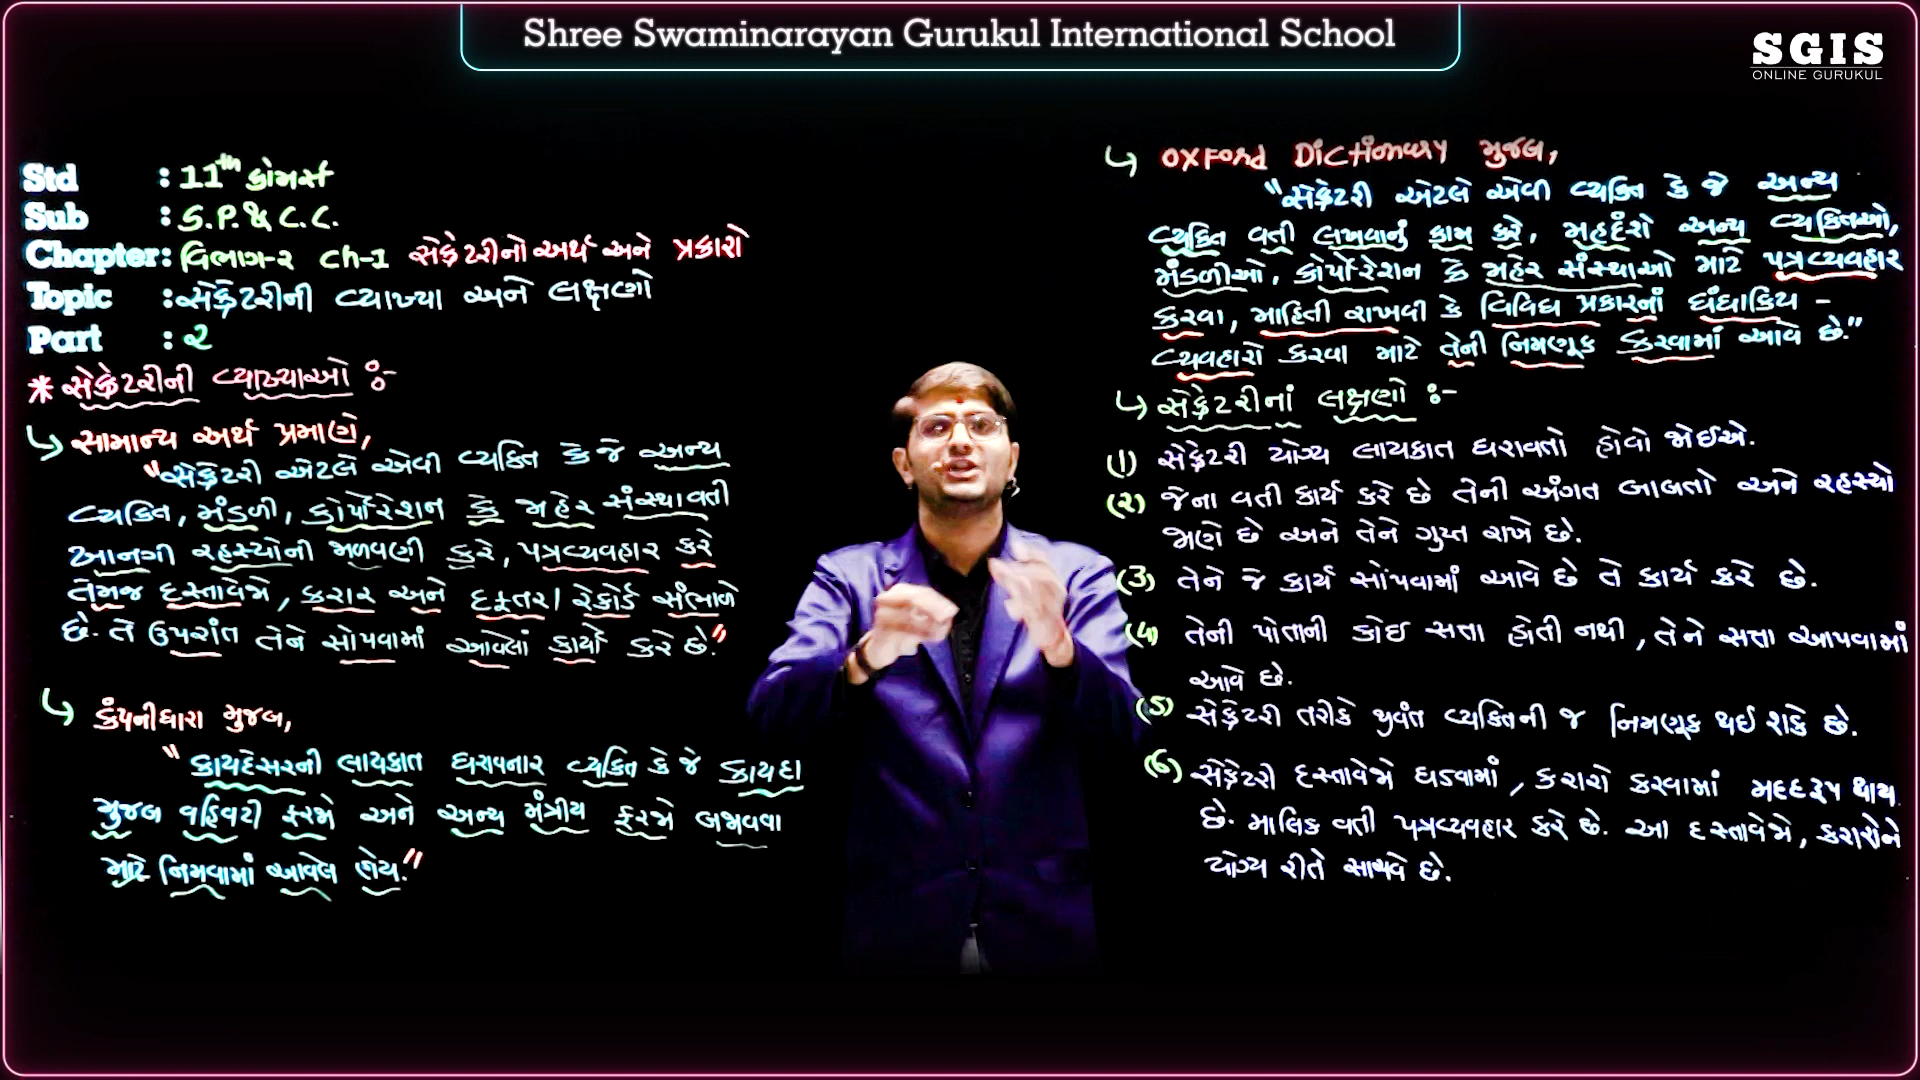 Shree Swaminarayan Gurukul International School
SGIS
ONLINE GURUKUL
Std : 11th કોમર્સ
Sub : S.P. & C.C.
Chapter: વિભાગ-૨ Ch-1 સેક્રેટરીનો અર્થ અને પ્રકારો
Topic : સેક્રેટરીની વ્યાખ્યા અને લક્ષણો
Part : ૨
* સેક્રેટરીની વ્યાખ્યાઓ :-
↳ સામાન્ય અર્થ પ્રમાણે,
"સેક્રેટરી એટલે એવી વ્યક્તિ કે જે અન્ય
વ્યક્તિ, મંડળી, કોર્પોરેશન કે જાહેર સંસ્થા વતી
ખાનગી રહસ્યોની જાળવણી કરે, પત્રવ્યવહાર કરે
તેમજ દસ્તાવેજો, કરાર અને દફતર/રેકોર્ડ સંભાળે
છે. તે ઉપરાંત તેને સોંપવામાં આવેલાં કાર્યો કરે છે."
↳ કંપનીધારા મુજબ,
"કાયદેસરની લાયકાત ધરાવનાર વ્યક્તિ કે જે કાયદા
મુજબ વહિવટી ફરજો અને અન્ય મંત્રીય ફરજો બજાવવા
માટે નિમવામાં આવેલ હોય."
↳ Oxford Dictionary મુજબ,
"સેક્રેટરી એટલે એવી વ્યક્તિ કે જે અન્ય
વ્યક્તિ વતી લખવાનું કામ કરે, મહદંશે અન્ય વ્યક્તિઓ,
મંડળીઓ, કોર્પોરેશન કે જાહેર સંસ્થાઓ માટે પત્રવ્યવહાર
કરવા, માહિતી રાખવી કે વિવિધ પ્રકારનાં ધંધાકિય -
વ્યવહારો કરવા માટે તેની નિમણૂક કરવામાં આવે છે."
↳ સેક્રેટરીનાં લક્ષણો :-
(1) સેક્રેટરી યોગ્ય લાયકાત ધરાવતો હોવો જોઈએ.
(૨) જેના વતી કાર્ય કરે છે તેની અંગત બાબતો અને રહસ્યો
જાણે છે અને તેને ગુપ્ત રાખે છે.
(3) તેને જે કાર્ય સોંપવામાં આવે છે તે કાર્ય કરે છે.
(4) તેની પોતાની કોઈ સત્તા હોતી નથી, તેને સત્તા આપવામાં
આવે છે.
(5) સેક્રેટરી તરીકે જીવંત વ્યક્તિની જ નિમણૂક થઈ શકે છે.
(6) સેક્રેટરી દસ્તાવેજો ઘડવામાં, કરારો કરવામાં મદદરૂપ થાય
છે. માલિક વતી પત્રવ્યવહાર કરે છે. આ દસ્તાવેજો, કરારોને
યોગ્ય રીતે સાચવે છે.